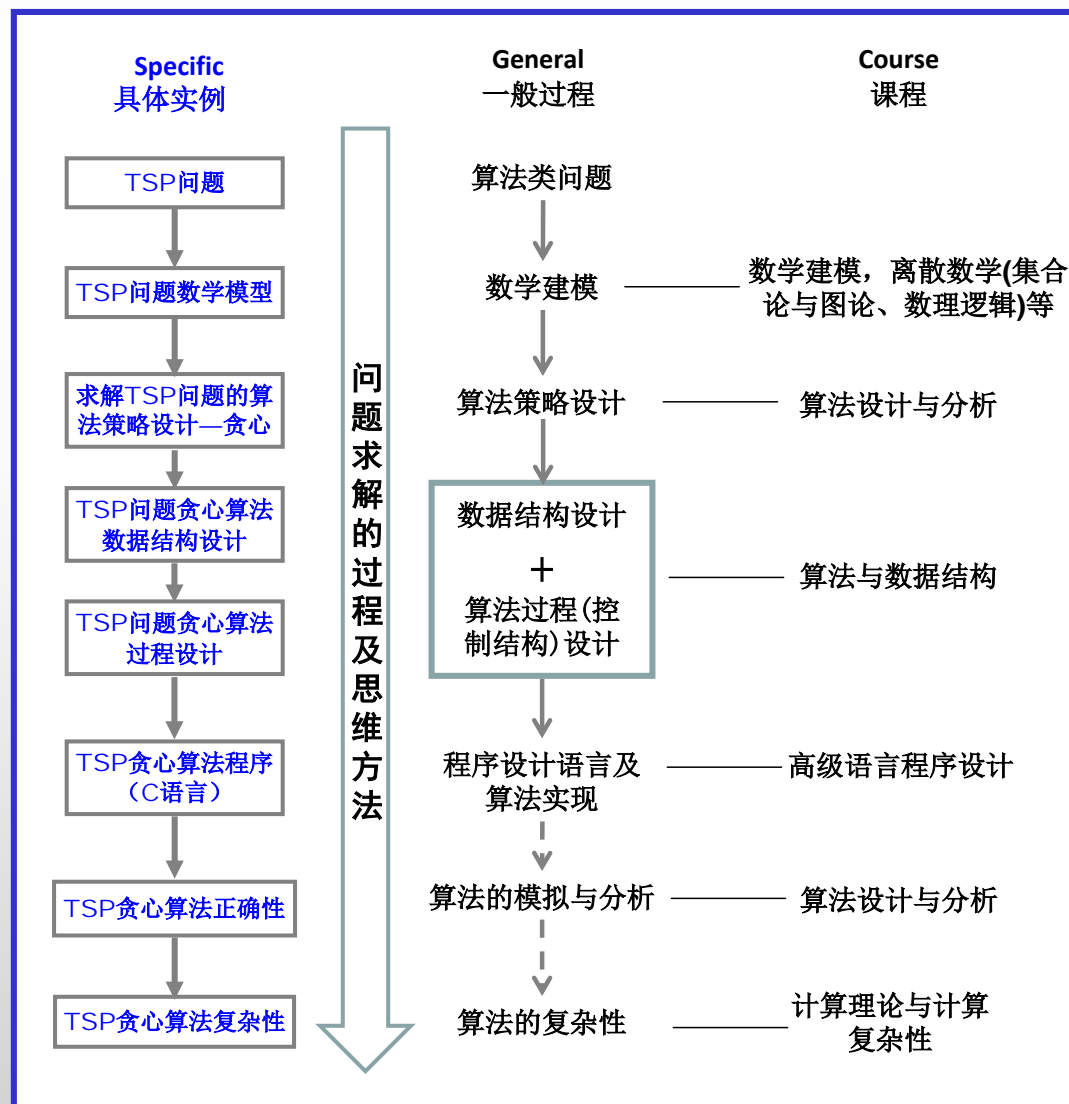 Specific
具体实例
General
一般过程
Course
课程
TSP问题
TSP问题数学模型
求解TSP问题的算
法策略设计—贪心
TSP问题贪心算法
数据结构设计
TSP问题贪心算法
过程设计
TSP贪心算法程序
（C语言）
TSP贪心算法正确性
TSP贪心算法复杂性
问题求解的过程及思维方法
算法类问题
数学建模
算法策略设计
数据结构设计
+
算法过程(控
制结构)设计
程序设计语言及
算法实现
算法的模拟与分析
算法的复杂性
数学建模，离散数学(集合
论与图论、数理逻辑)等
算法设计与分析
算法与数据结构
高级语言程序设计
算法设计与分析
计算理论与计算
复杂性